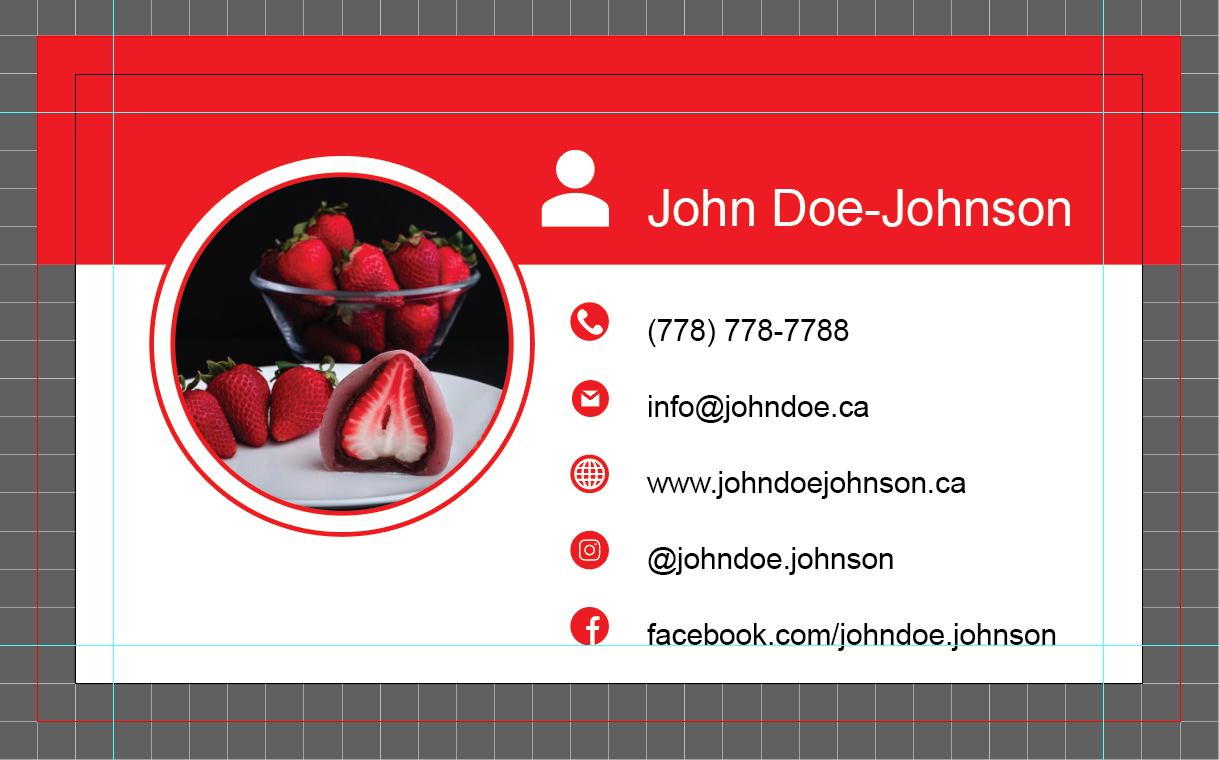 John Doe-Johnson
(778) 778-7788
info@johndoe.ca
www.johndoejohnson.ca
@johndoe.johnson
facebook.com/johndoe.johnson